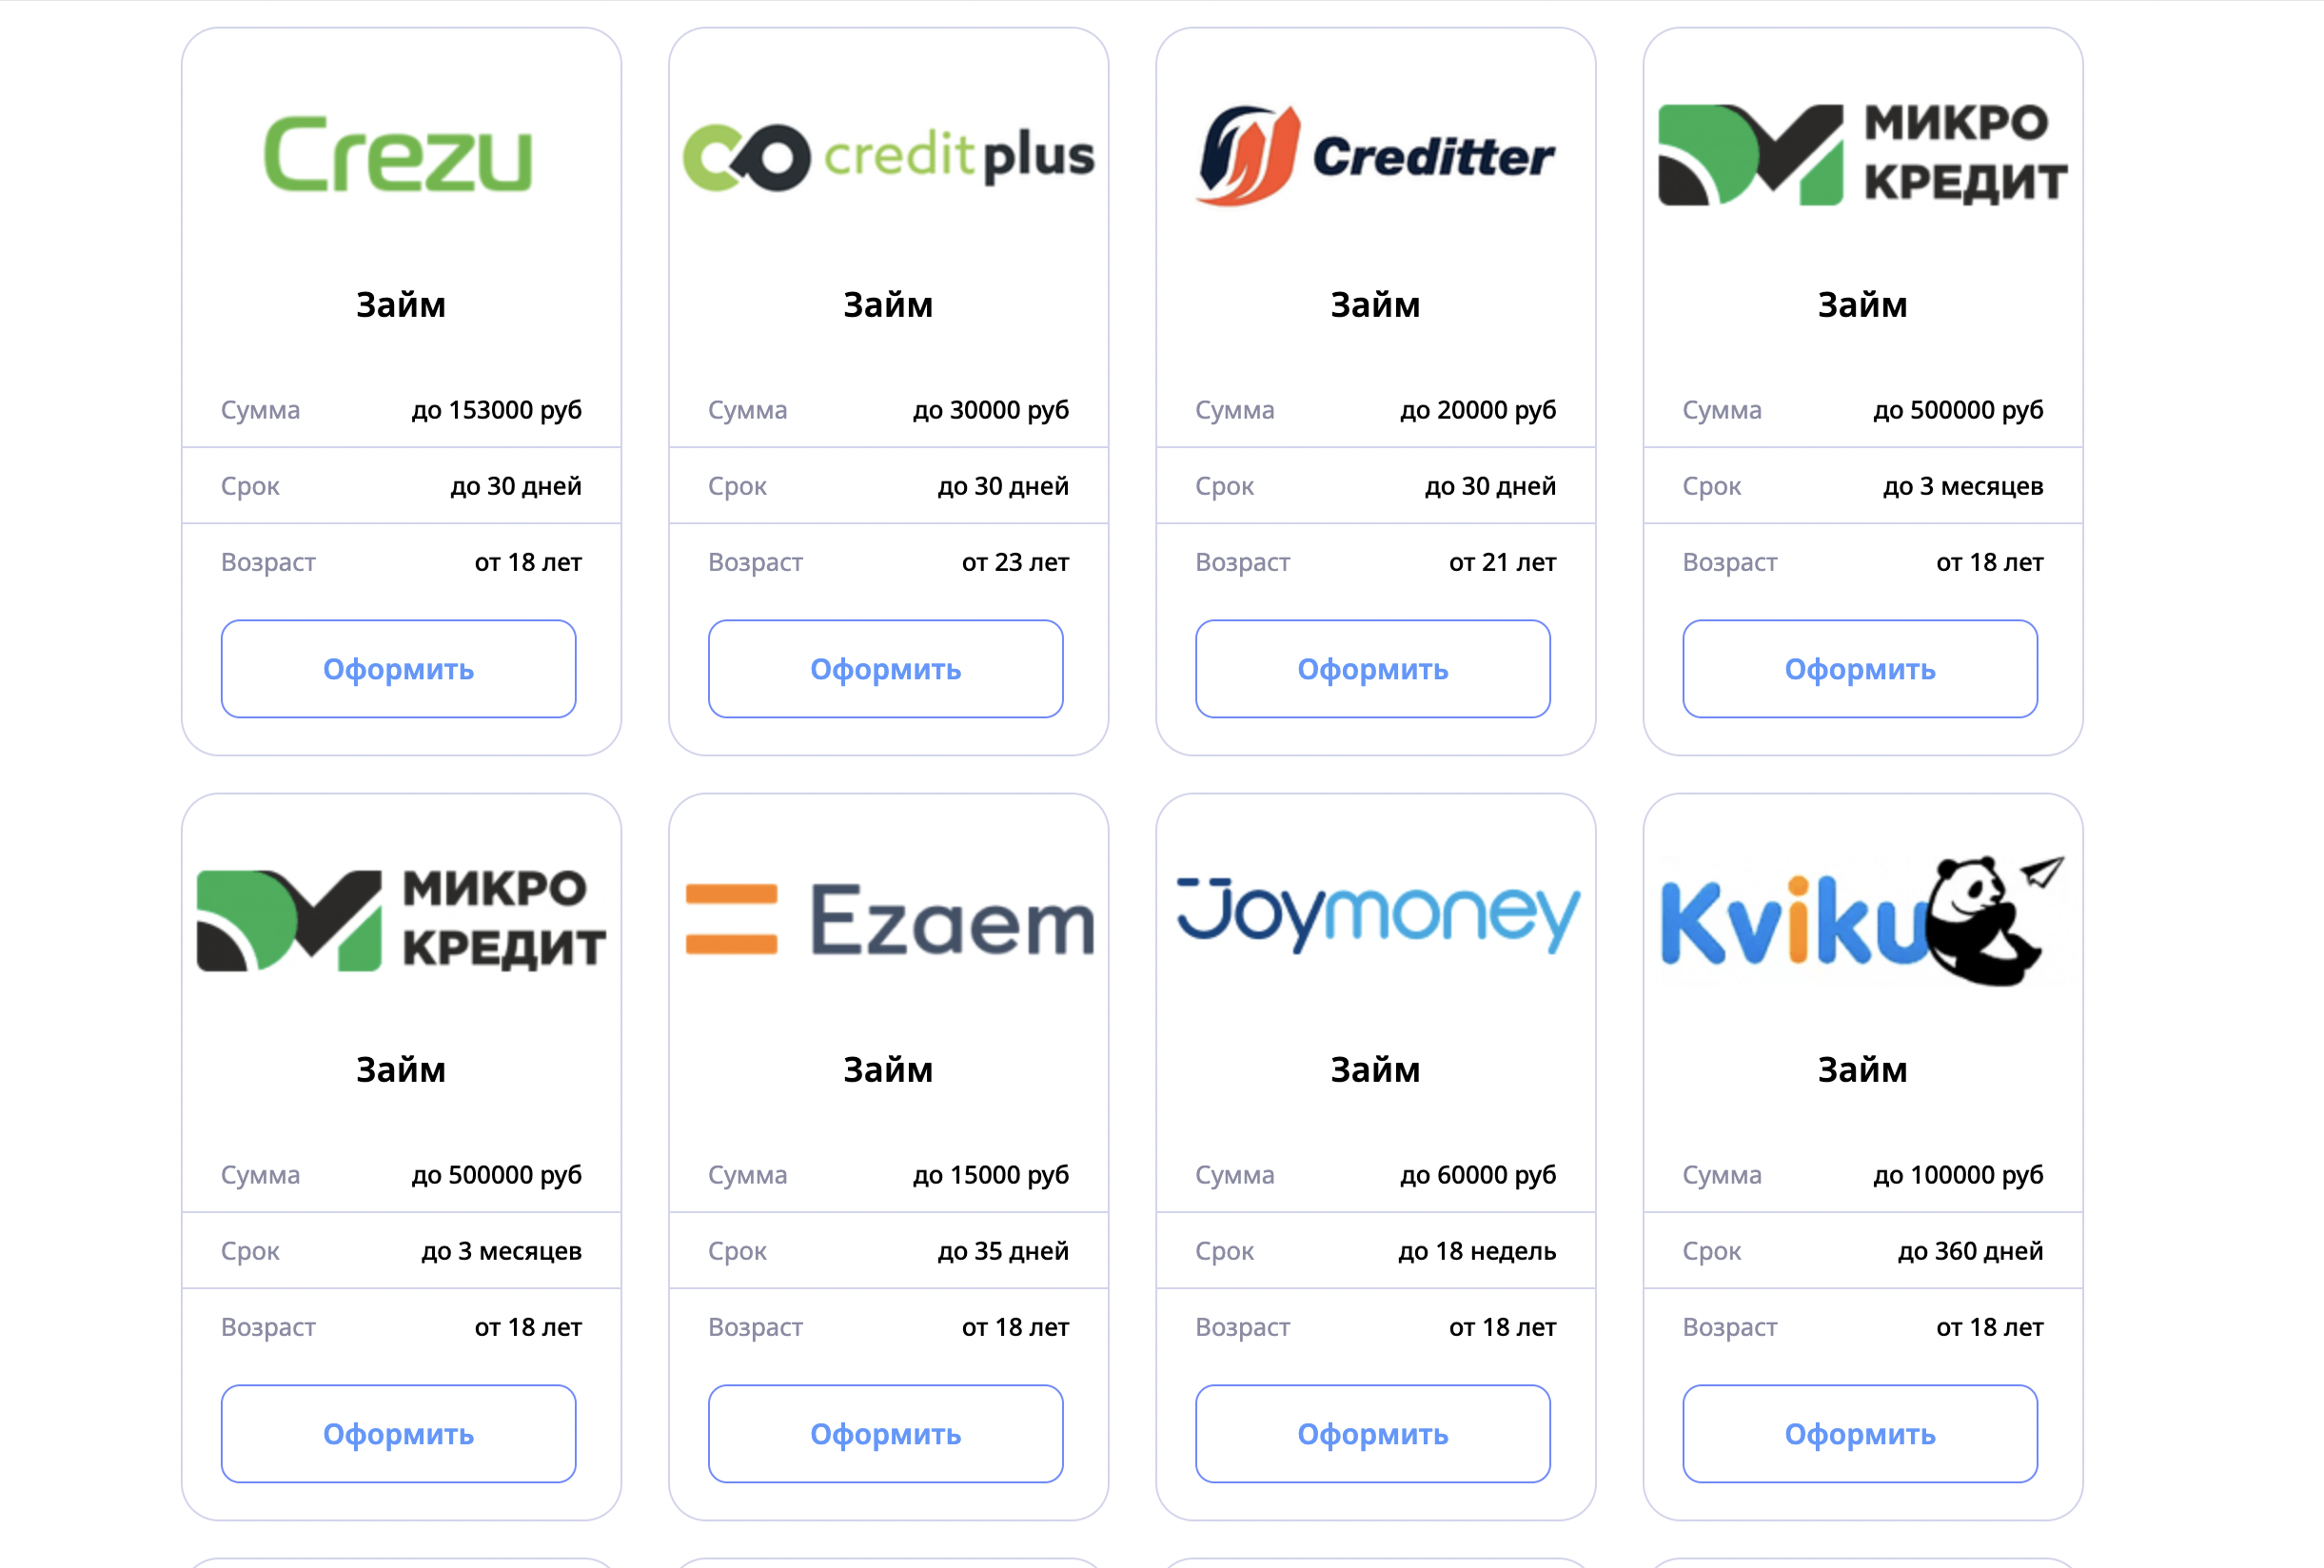 Crezu
creditplus
Creditter
МИКРО
КРЕДИТ
Займ
Займ
Займ
Займ
Сумма до 153000 руб
Сумма до 30000 руб
Сумма до 20000 руб
Сумма до 500000 руб
Срок до 30 дней
Срок до 30 дней
Срок до 30 дней
Срок до 3 месяцев
Возраст от 18 лет
Возраст от 23 лет
Возраст от 21 лет
Возраст от 18 лет
Оформить
Оформить
Оформить
Оформить
МИКРО
КРЕДИТ
Ezaem
Joymoney
Kviku
Займ
Займ
Займ
Займ
Сумма до 500000 руб
Сумма до 15000 руб
Сумма до 60000 руб
Сумма до 100000 руб
Срок до 3 месяцев
Срок до 35 дней
Срок до 18 недель
Срок до 360 дней
Возраст от 18 лет
Возраст от 18 лет
Возраст от 18 лет
Возраст от 18 лет
Оформить
Оформить
Оформить
Оформить